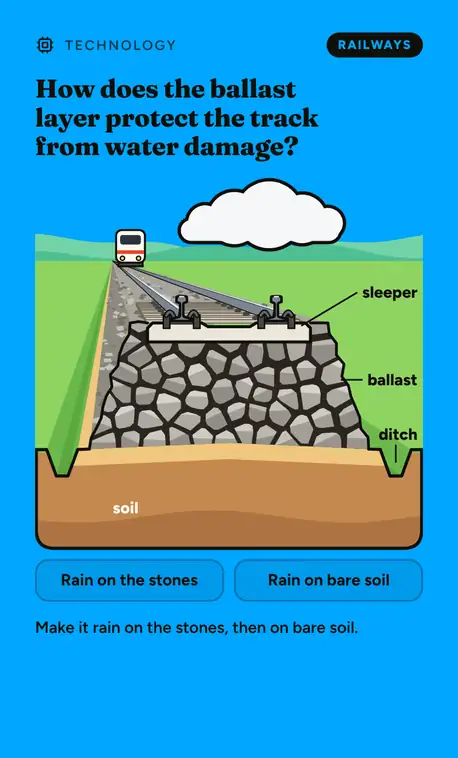 TECHNOLOGY
RAILWAYS
How does the ballast
layer protect the track
from water damage?
sleeper
ballast
ditch
soil
Rain on the stones
Rain on bare soil
Make it rain on the stones, then on bare soil.